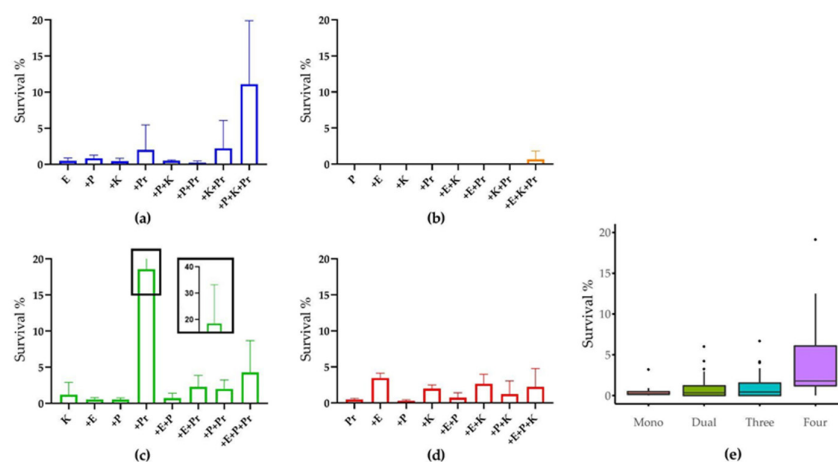 20
15
10
5
0
Survival %
E
+P
+K
+Pr
+P+K
+P+Pr
+K+Pr
+P+K+Pr
(a)
20
15
10
5
0
Survival %
P
+E
+K
+Pr
+E+K
+E+Pr
+K+Pr
+E+K+Pr
(b)
20
15
10
5
0
Survival %
40
30
20
K
+E
+P
+Pr
+E+P
+E+Pr
+P+Pr
+E+P+Pr
(c)
20
15
10
5
0
Survival %
Pr
+E
+P
+K
+E+P
+E+K
+P+K
+E+P+K
(d)
20
15
10
5
0
Survival %
Mono Dual Three Four
(e)